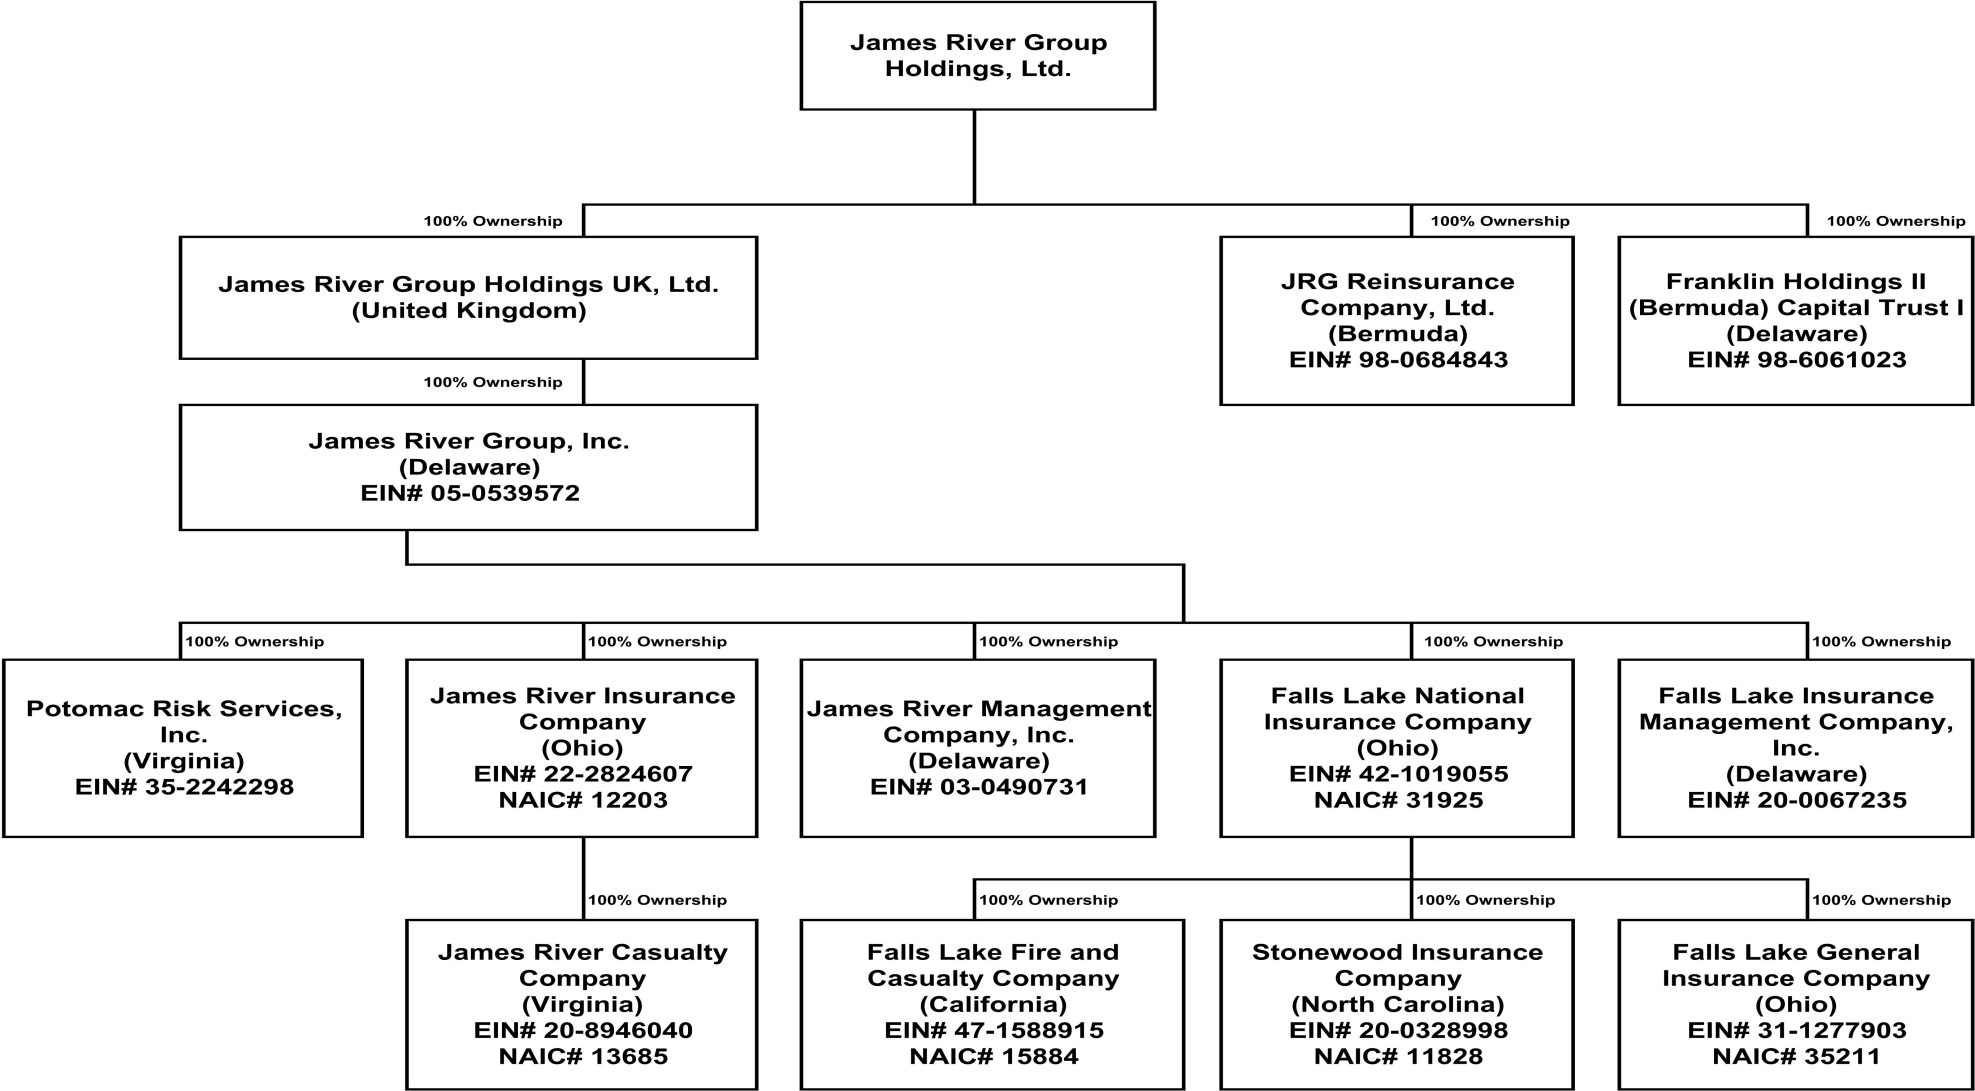 James River Group
Holdings, Ltd.
100% Ownership
100% Ownership
100% Ownership
James River Group Holdings UK, Ltd.
(United Kingdom)
JRG Reinsurance
Company, Ltd.
(Bermuda)
EIN# 98-0684843
Franklin Holdings II
(Bermuda) Capital Trust I
(Delaware)
EIN# 98-6061023
100% Ownership
James River Group, Inc.
(Delaware)
EIN# 05-0539572
100% Ownership
100% Ownership
100% Ownership
100% Ownership
100% Ownership
Potomac Risk Services,
Inc.
(Virginia)
EIN# 35-2242298
James River Insurance
Company
(Ohio)
EIN# 22-2824607
NAIC# 12203
James River Management
Company, Inc.
(Delaware)
EIN# 03-0490731
Falls Lake National
Insurance Company
(Ohio)
EIN# 42-1019055
NAIC# 31925
Falls Lake Insurance
Management Company,
Inc.
(Delaware)
EIN# 20-0067235
100% Ownership
100% Ownership
100% Ownership
100% Ownership
James River Casualty
Company
(Virginia)
EIN# 20-8946040
NAIC# 13685
Falls Lake Fire and
Casualty Company
(California)
EIN# 47-1588915
NAIC# 15884
Stonewood Insurance
Company
(North Carolina)
EIN# 20-0328998
NAIC# 11828
Falls Lake General
Insurance Company
(Ohio)
EIN# 31-1277903
NAIC# 35211